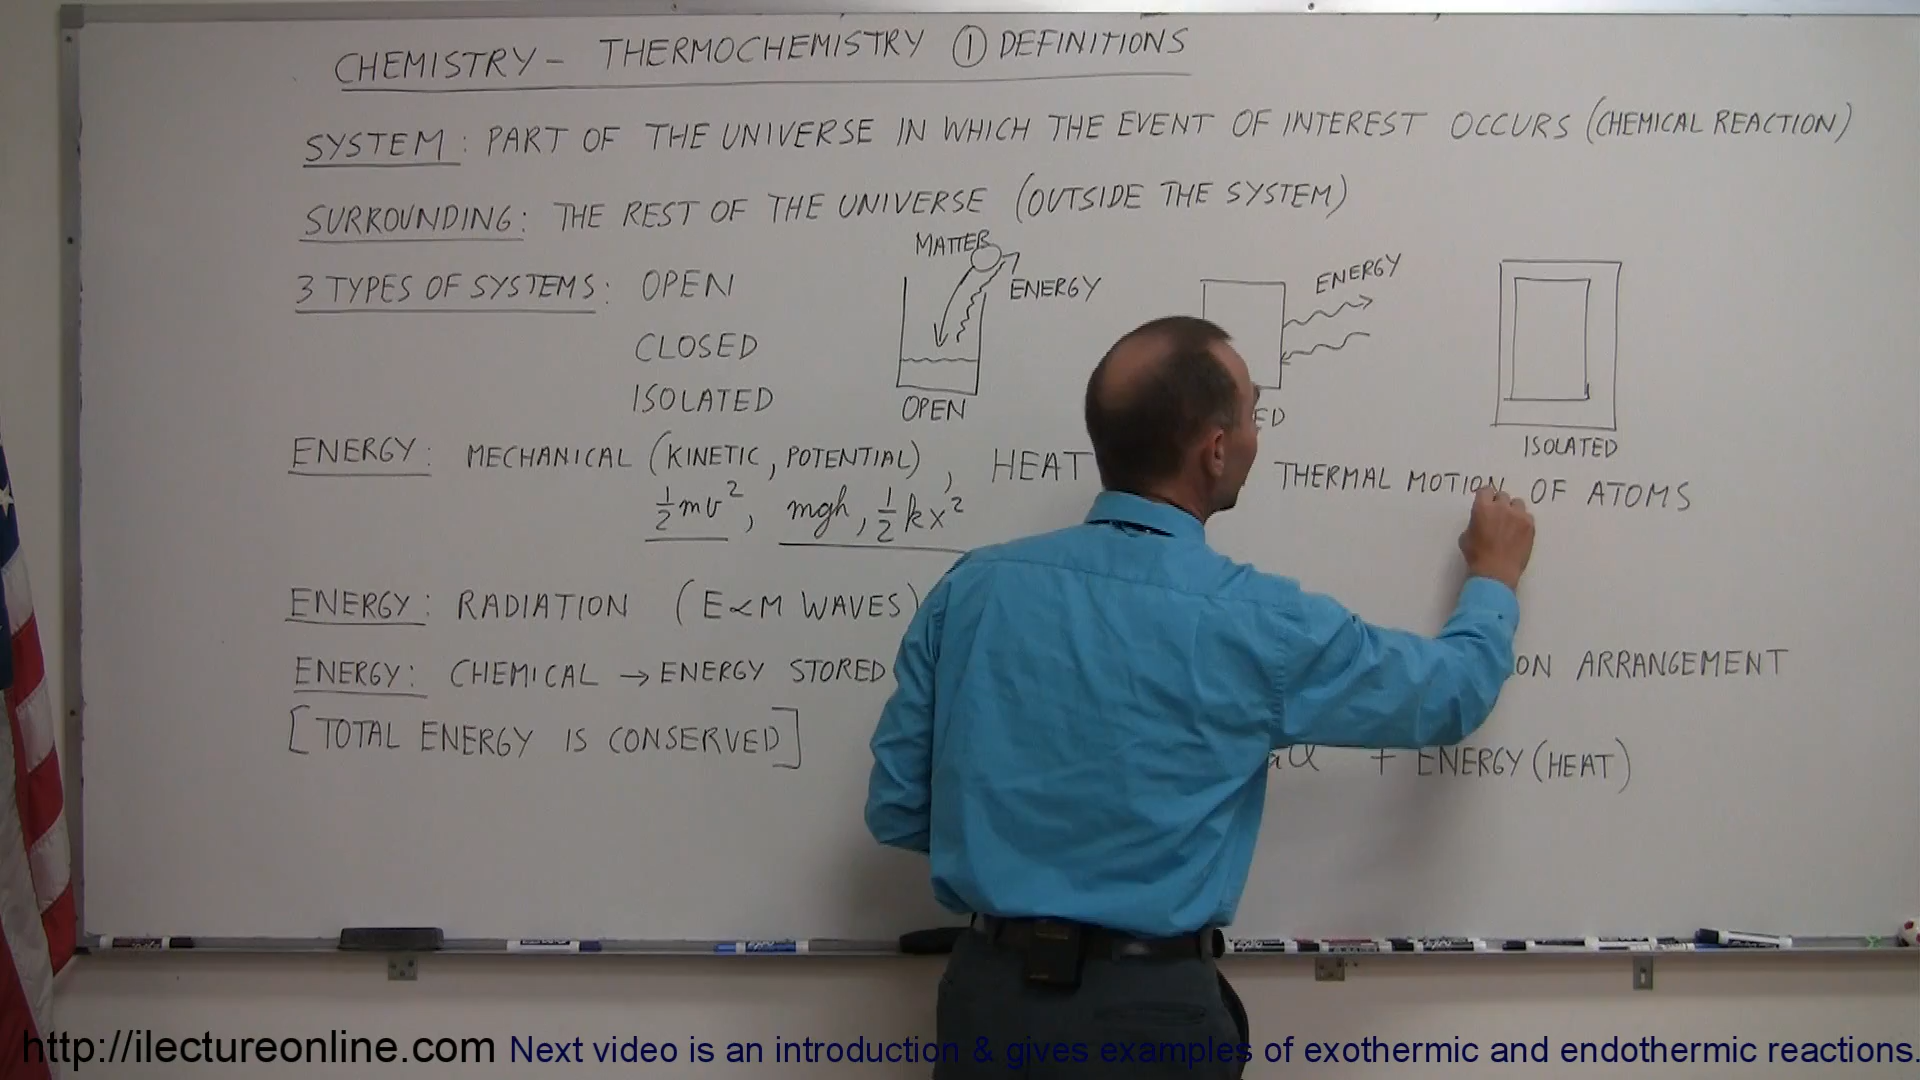 CHEMISTRY – THERMOCHEMISTRY ① DEFINITIONS
SYSTEM : PART OF THE UNIVERSE IN WHICH THE EVENT OF INTEREST OCCURS (CHEMICAL REACTION)
SURROUNDING : THE REST OF THE UNIVERSE (OUTSIDE THE SYSTEM)
MATTER
3 TYPES OF SYSTEMS : OPEN ENERGY ENERGY
CLOSED
ISOLATED OPEN ED ISOLATED
ENERGY : MECHANICAL (KINETIC, POTENTIAL), HEAT THERMAL MOTION OF ATOMS
½mv², mgh, ½kx²
ENERGY : RADIATION (E∝M WAVES)
ENERGY : CHEMICAL → ENERGY STORED ON ARRANGEMENT
[TOTAL ENERGY IS CONSERVED] + ENERGY (HEAT)
http://ilectureonline.com Next video is an introduction & gives examples of exothermic and endothermic reactions.